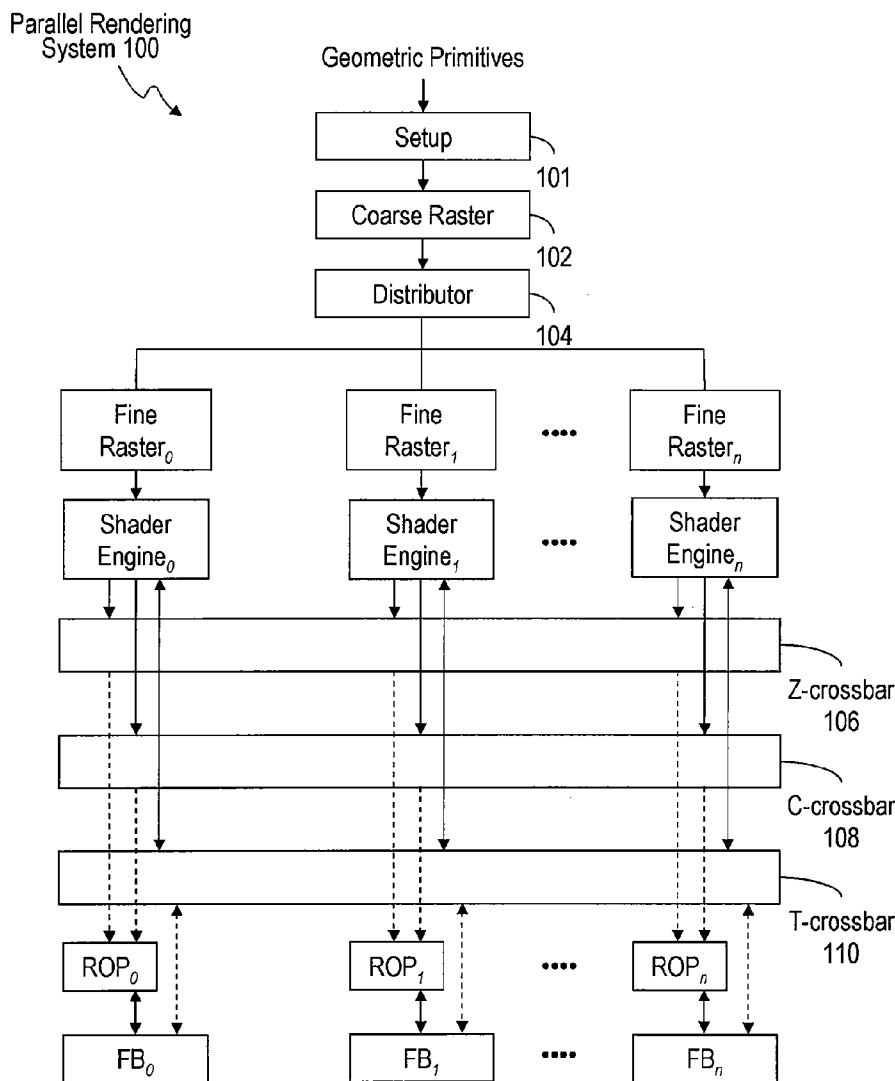 Parallel Rendering
System 100
Geometric Primitives
Setup
101
Coarse Raster
102
Distributor
104
Fine
Raster0
Fine
Raster1
....
Fine
Rastern
Shader
Engine0
Shader
Engine1
....
Shader
Enginen
Z-crossbar
106
C-crossbar
108
T-crossbar
110
ROP0
ROP1
....
ROPn
FB0
FB1
....
FBn